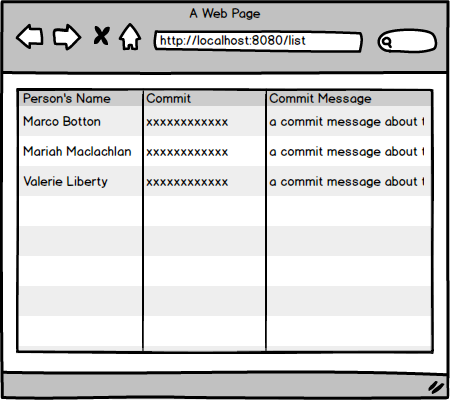 A Web Page
http://localhost:8080/list
Person's Name Commit Commit Message
Marco Botton xxxxxxxxxxxx a commit message about t
Mariah Maclachlan xxxxxxxxxxxx a commit message about t
Valerie Liberty xxxxxxxxxxxx a commit message about t